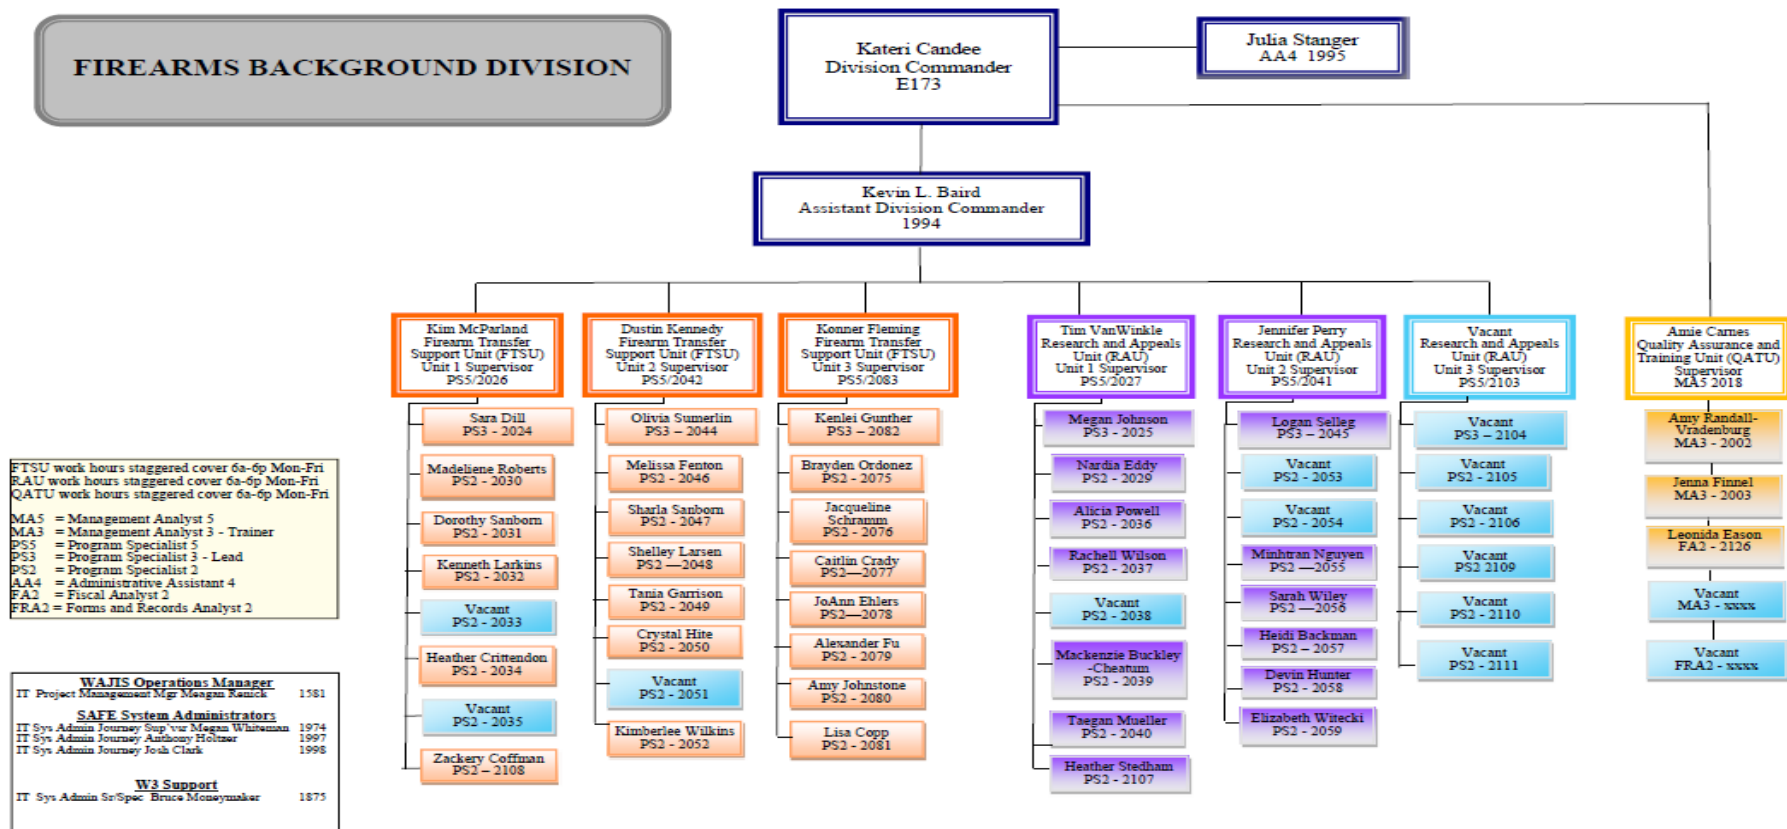 FIREARMS BACKGROUND DIVISION
Kateri Candee
Division Commander
E173
Julia Stanger
AA4  1995
Kevin L. Baird
Assistant Division Commander
1994
Kim McParland
Firearm Transfer
Support Unit (FTSU)
Unit 1 Supervisor
PS5/2026
Sara Dill
PS3 - 2024
Madeliene Roberts
PS2 - 2030
Dorothy Sanborn
PS2 - 2031
Kenneth Larkins
PS2 - 2032
Vacant
PS2 - 2033
Heather Crittendon
PS2 - 2034
Vacant
PS2 - 2035
Zackery Coffman
PS2 – 2108
Dustin Kennedy
Firearm Transfer
Support Unit (FTSU)
Unit 2 Supervisor
PS5/2042
Olivia Sumerlin
PS3 – 2044
Melissa Fenton
PS2 - 2046
Sharla Sanborn
PS2 - 2047
Shelley Larsen
PS2 —2048
Tania Garrison
PS2 - 2049
Crystal Hite
PS2 - 2050
Vacant
PS2 - 2051
Kimberlee Wilkins
PS2 - 2052
Konner Fleming
Firearm Transfer
Support Unit (FTSU)
Unit 3 Supervisor
PS5/2083
Kenlei Gunther
PS3 – 2082
Brayden Ordonez
PS2 - 2075
Jacqueline
Schramm
PS2 - 2076
Caitlin Crady
PS2—2077
JoAnn Ehlers
PS2—2078
Alexander Fu
PS2 - 2079
Amy Johnstone
PS2 - 2080
Lisa Copp
PS2 - 2081
Tim VanWinkle
Research and Appeals
Unit (RAU)
Unit 1 Supervisor
PS5/2027
Megan Johnson
PS3 - 2025
Nardia Eddy
PS2 - 2029
Alicia Powell
PS2 - 2036
Rachell Wilson
PS2 - 2037
Vacant
PS2 - 2038
Mackenzie Buckley
-Cheatum
PS2 - 2039
Taegan Mueller
PS2 - 2040
Heather Stedham
PS2 - 2107
Jennifer Perry
Research and Appeals
Unit (RAU)
Unit 2 Supervisor
PS5/2041
Logan Selleg
PS3 – 2045
Vacant
PS2 - 2053
Vacant
PS2 - 2054
Minhtran Nguyen
PS2 —2055
Sarah Wiley
PS2 —2056
Heidi Backman
PS2 – 2057
Devin Hunter
PS2 - 2058
Elizabeth Witecki
PS2 - 2059
Vacant
Research and Appeals
Unit (RAU)
Unit 3 Supervisor
PS5/2103
Vacant
PS3 – 2104
Vacant
PS2 - 2105
Vacant
PS2 - 2106
Vacant
PS2 2109
Vacant
PS2 - 2110
Vacant
PS2 - 2111
Amie Carnes
Quality Assurance and
Training Unit (QATU)
Supervisor
MA5 2018
Amy Randall-
Vradenburg
MA3 - 2002
Jenna Finnel
MA3 - 2003
Leonida Eason
FA2 - 2126
Vacant
MA3 - xxxx
Vacant
FRA2 - xxxx
FTSU work hours staggered cover 6a-6p Mon-Fri
RAU work hours staggered cover 6a-6p Mon-Fri
QATU work hours staggered cover 6a-6p Mon-Fri
MA5 = Management Analyst 5
MA3 = Management Analyst 3 - Trainer
PS5 = Program Specialist 5
PS3 = Program Specialist 3 - Lead
PS2 = Program Specialist 2
AA4 = Administrative Assistant 4
FA2 = Fiscal Analyst 2
FRA2 = Forms and Records Analyst 2
WAJIS Operations Manager
IT Project Management Mgr Meagan Renick 1581
SAFE System Administrators
IT Sys Admin Journey Sup'vsr Megan Whiteman 1974
IT Sys Admin Journey Anthony Holtzer 1997
IT Sys Admin Journey Josh Clark 1998
W3 Support
IT Sys Admin Sr/Spec Bruce Moneymaker 1875